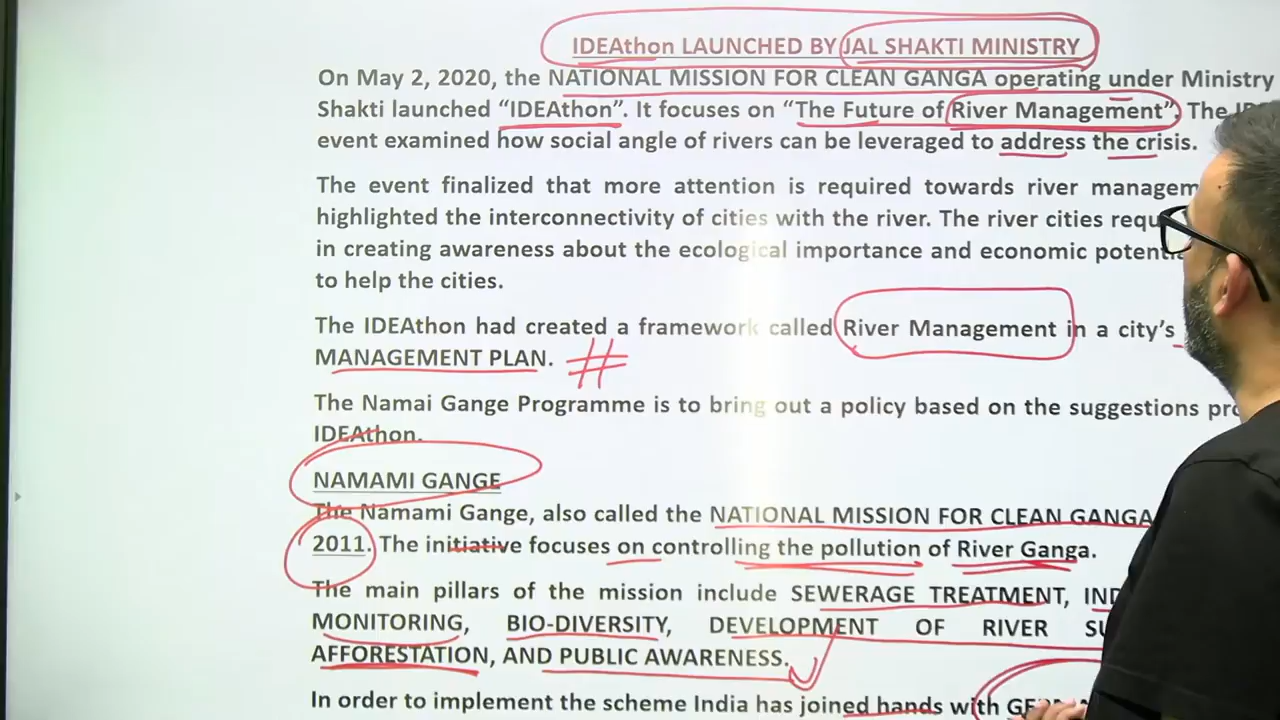 IDEAthon LAUNCHED BY JAL SHAKTI MINISTRY
On May 2, 2020, the NATIONAL MISSION FOR CLEAN GANGA operating under Ministry
Shakti launched “IDEAthon”. It focuses on “The Future of River Management”. The
event examined how social angle of rivers can be leveraged to address the crisis.
The event finalized that more attention is required towards river
highlighted the interconnectivity of cities with the river. The river cities
in creating awareness about the ecological importance and economic
to help the cities.
The IDEAthon had created a framework called River Management in a city’s
MANAGEMENT PLAN. #
The Namai Gange Programme is to bring out a policy based on the suggestions
IDEAthon.
NAMAMI GANGE
The Namami Gange, also called the NATIONAL MISSION FOR CLEAN GANGA
2011. The initiative focuses on controlling the pollution of River Ganga.
The main pillars of the mission include SEWERAGE TREATMENT,
MONITORING, BIO-DIVERSITY, DEVELOPMENT OF RIVER
AFFORESTATION, AND PUBLIC AWARENESS.
In order to implement the scheme India has joined hands with